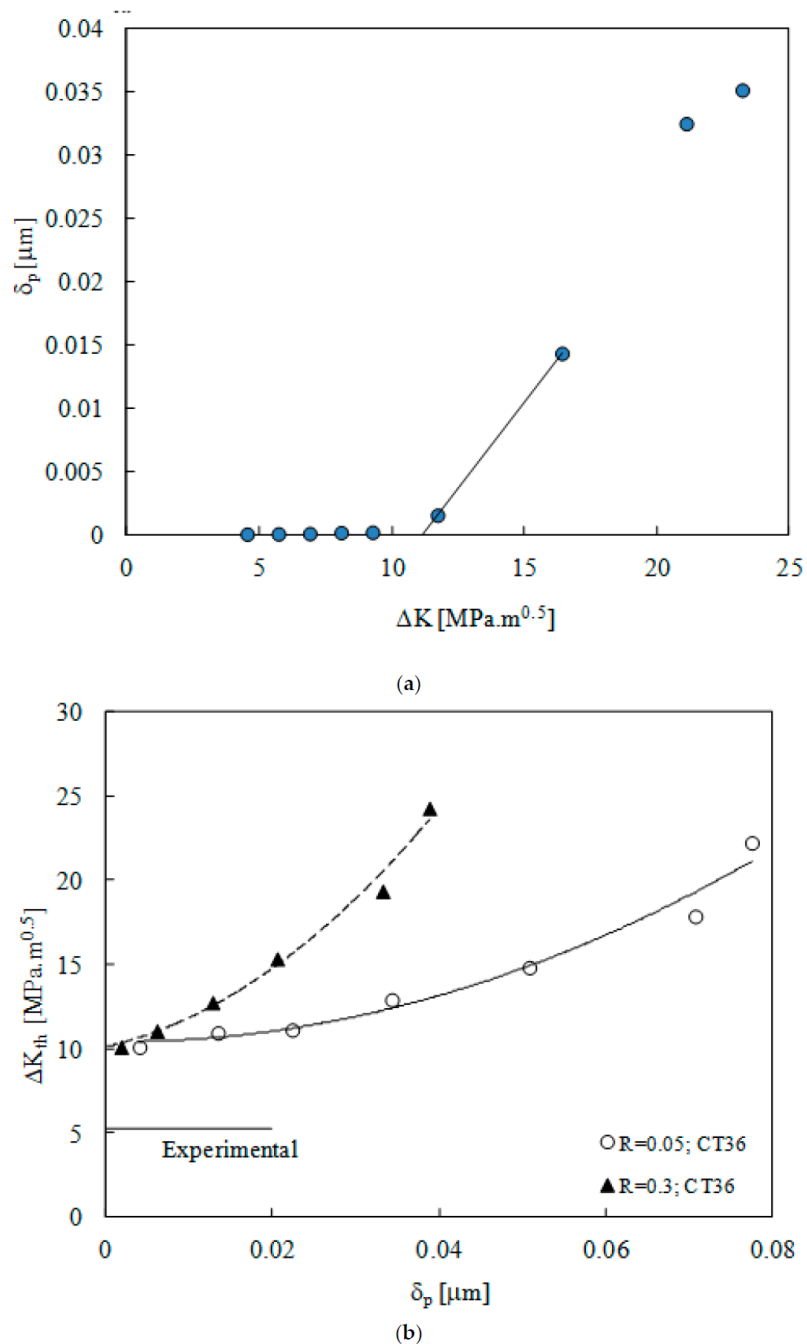 0.04
0.035
0.03
0.025
0.02
0.015
0.01
0.005
0
δp [μm]
0 5 10 15 20 25
ΔK [MPa.m0.5]
(a)
30
25
20
15
10
5
0
ΔKth [MPa.m0.5]
Experimental
R=0.05; CT36
R=0.3; CT36
0 0.02 0.04 0.06 0.08
δp [μm]
(b)